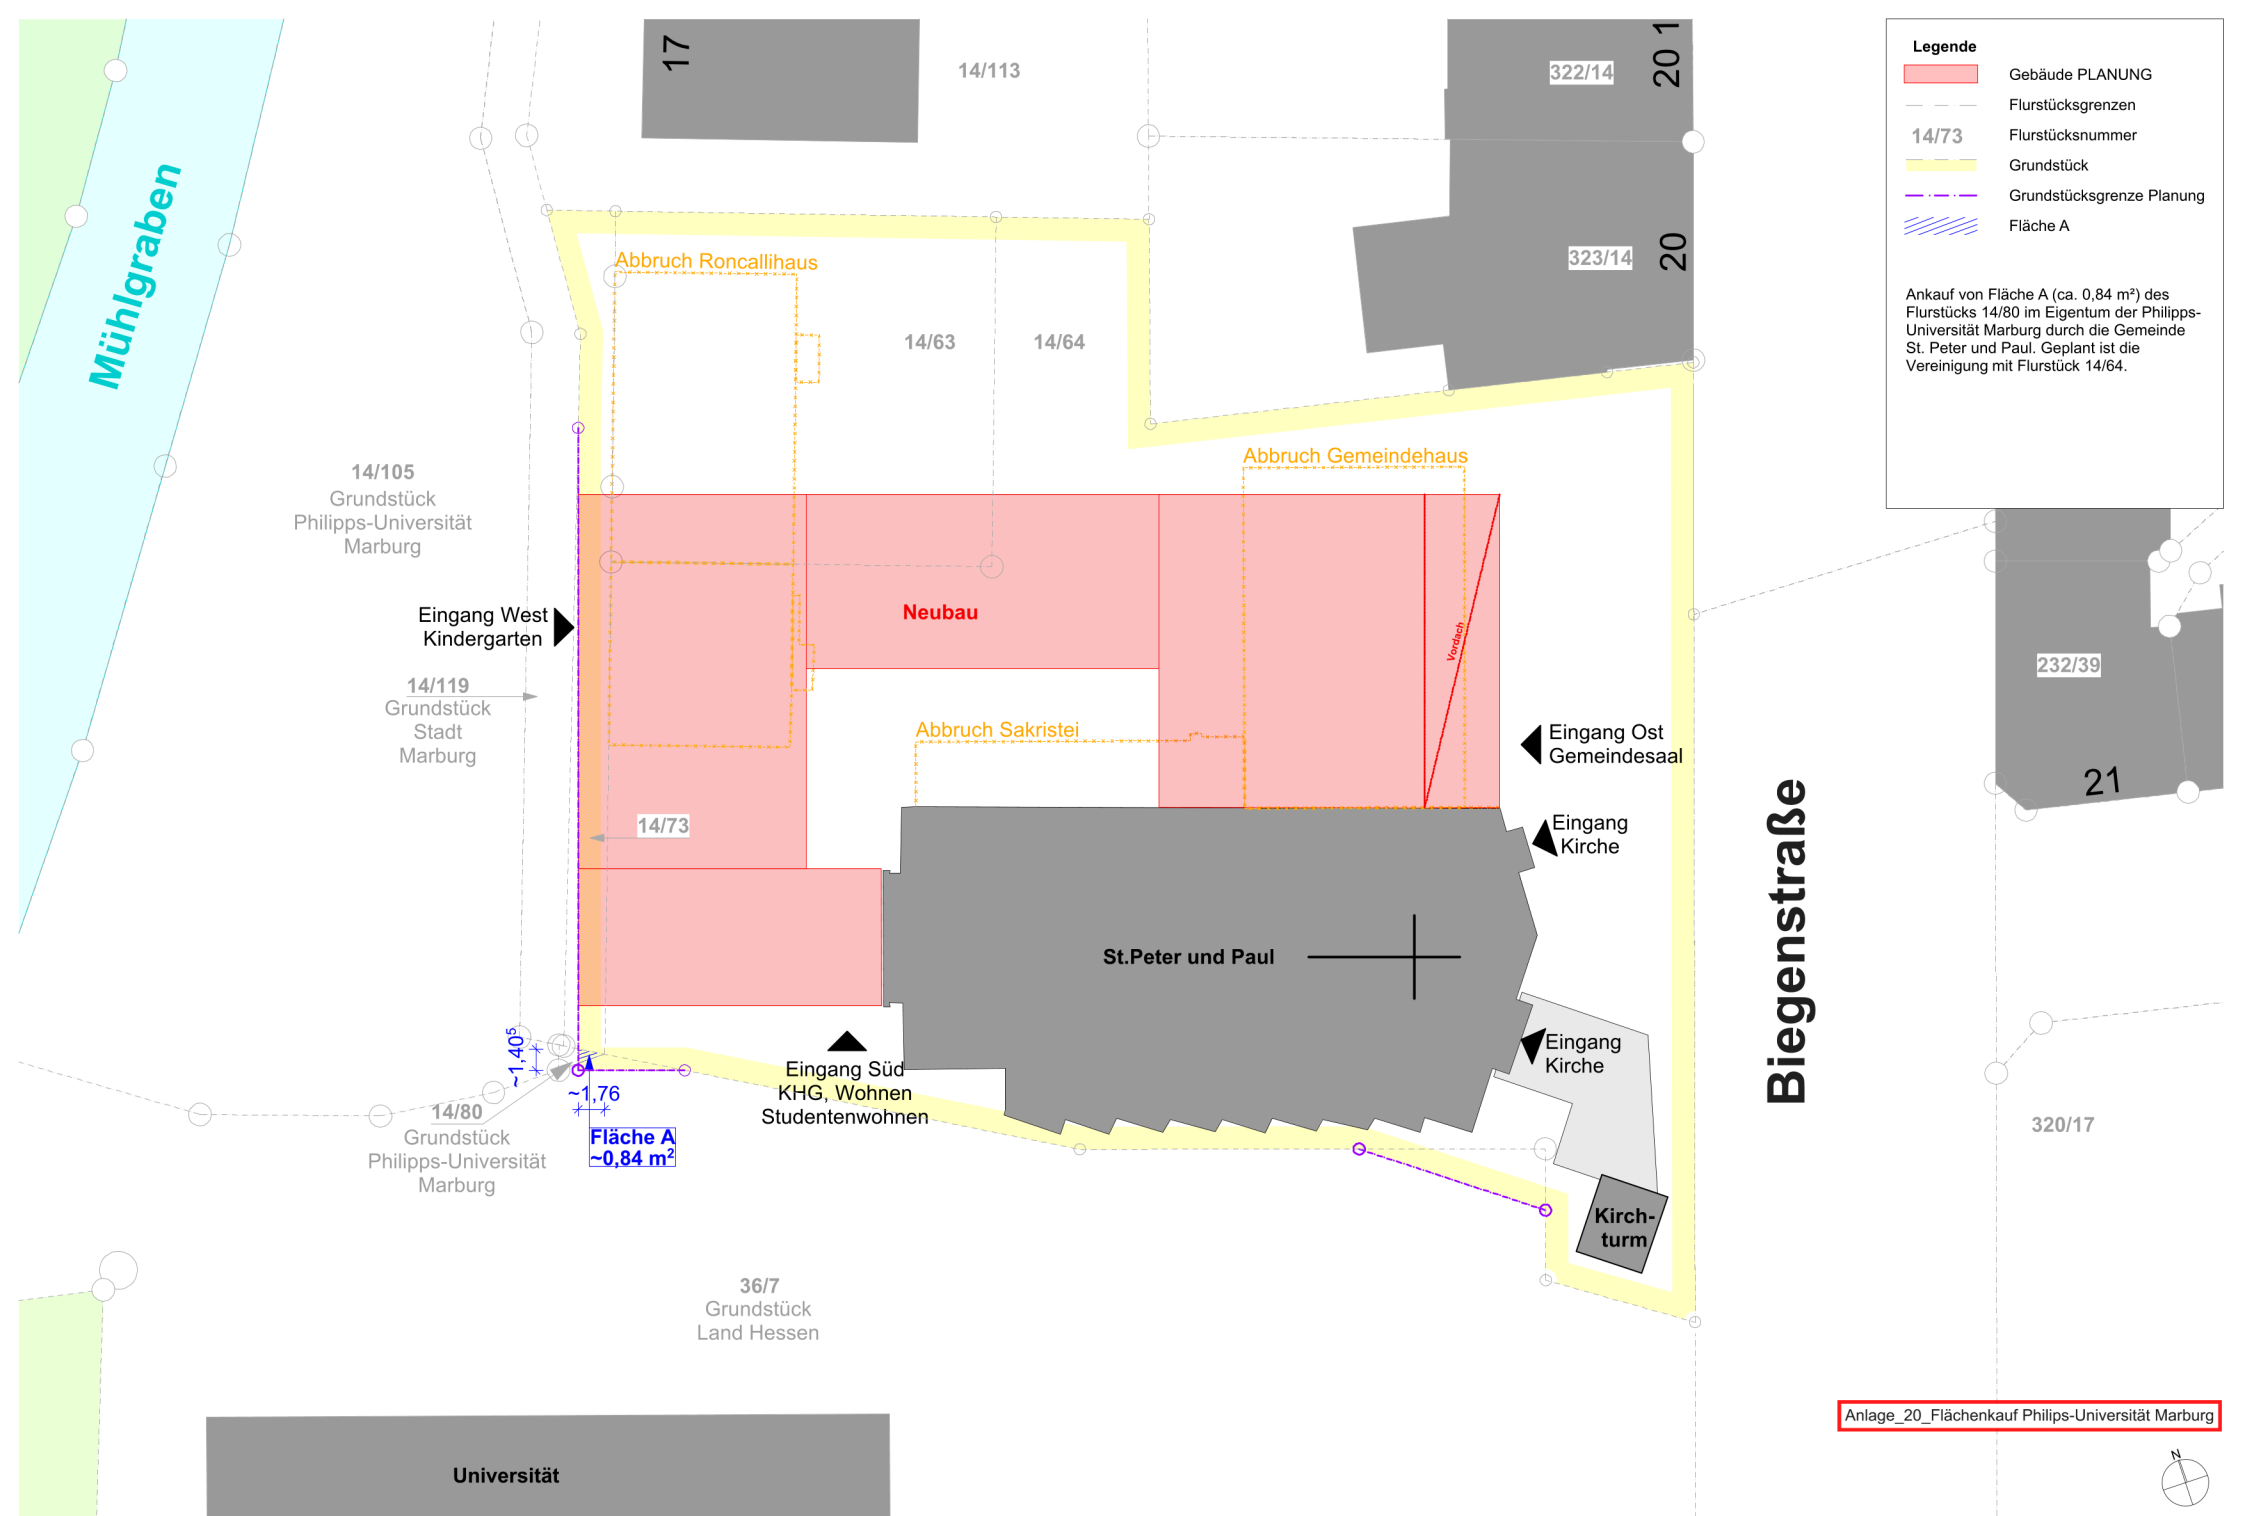 17
14/113
322/14
20 1
Legende
Gebäude PLANUNG
Flurstücksgrenzen
14/73
Flurstücksnummer
Grundstück
Grundstücksgrenze Planung
Fläche A
Ankauf von Fläche A (ca. 0,84 m²) des
Flurstücks 14/80 im Eigentum der Philipps-
Universität Marburg durch die Gemeinde
St. Peter und Paul. Geplant ist die
Vereinigung mit Flurstück 14/64.
Mühlgraben
Abbruch Roncallihaus
323/14
20
14/63
14/64
14/105
Grundstück
Philipps-Universität
Marburg
Abbruch Gemeindehaus
Eingang West
Kindergarten
Neubau
Vordach
232/39
14/119
Grundstück
Stadt
Marburg
Abbruch Sakristei
Eingang Ost
Gemeindesaal
21
14/73
Eingang
Kirche
Biegenstraße
St.Peter und Paul
~1,40⁵
Eingang
Kirche
Eingang Süd
KHG, Wohnen
Studentenwohnen
~1,76
14/80
Grundstück
Philipps-Universität
Marburg
Fläche A
~0,84 m²
320/17
Kirch-
turm
36/7
Grundstück
Land Hessen
Anlage_20_Flächenkauf Philips-Universität Marburg
N
Universität